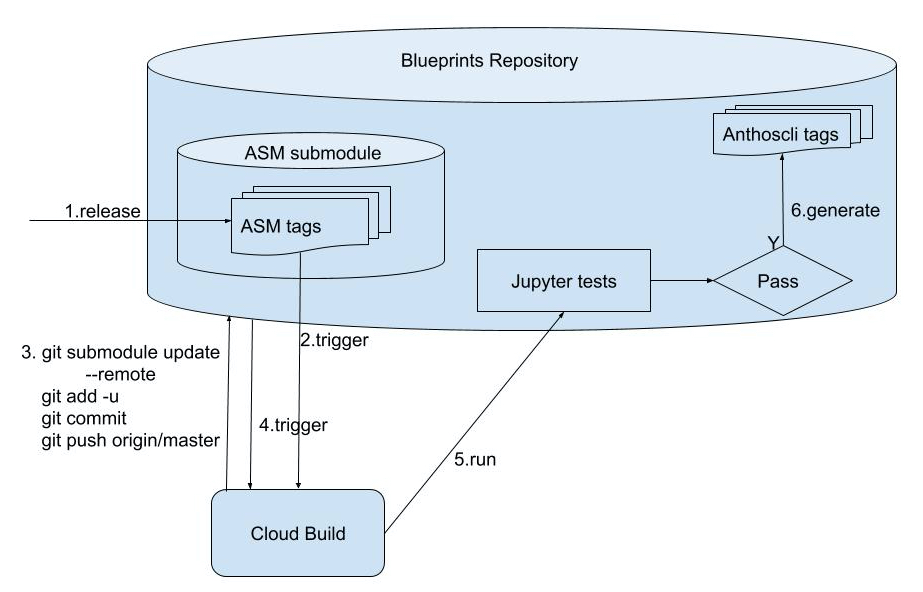 Blueprints Repository
Anthoscli tags
ASM submodule
1.release
ASM tags
6.generate
Y
Jupyter tests
Pass
2.trigger
3. git submodule update
--remote
git add -u
git commit
git push origin/master
4.trigger
5.run
Cloud Build